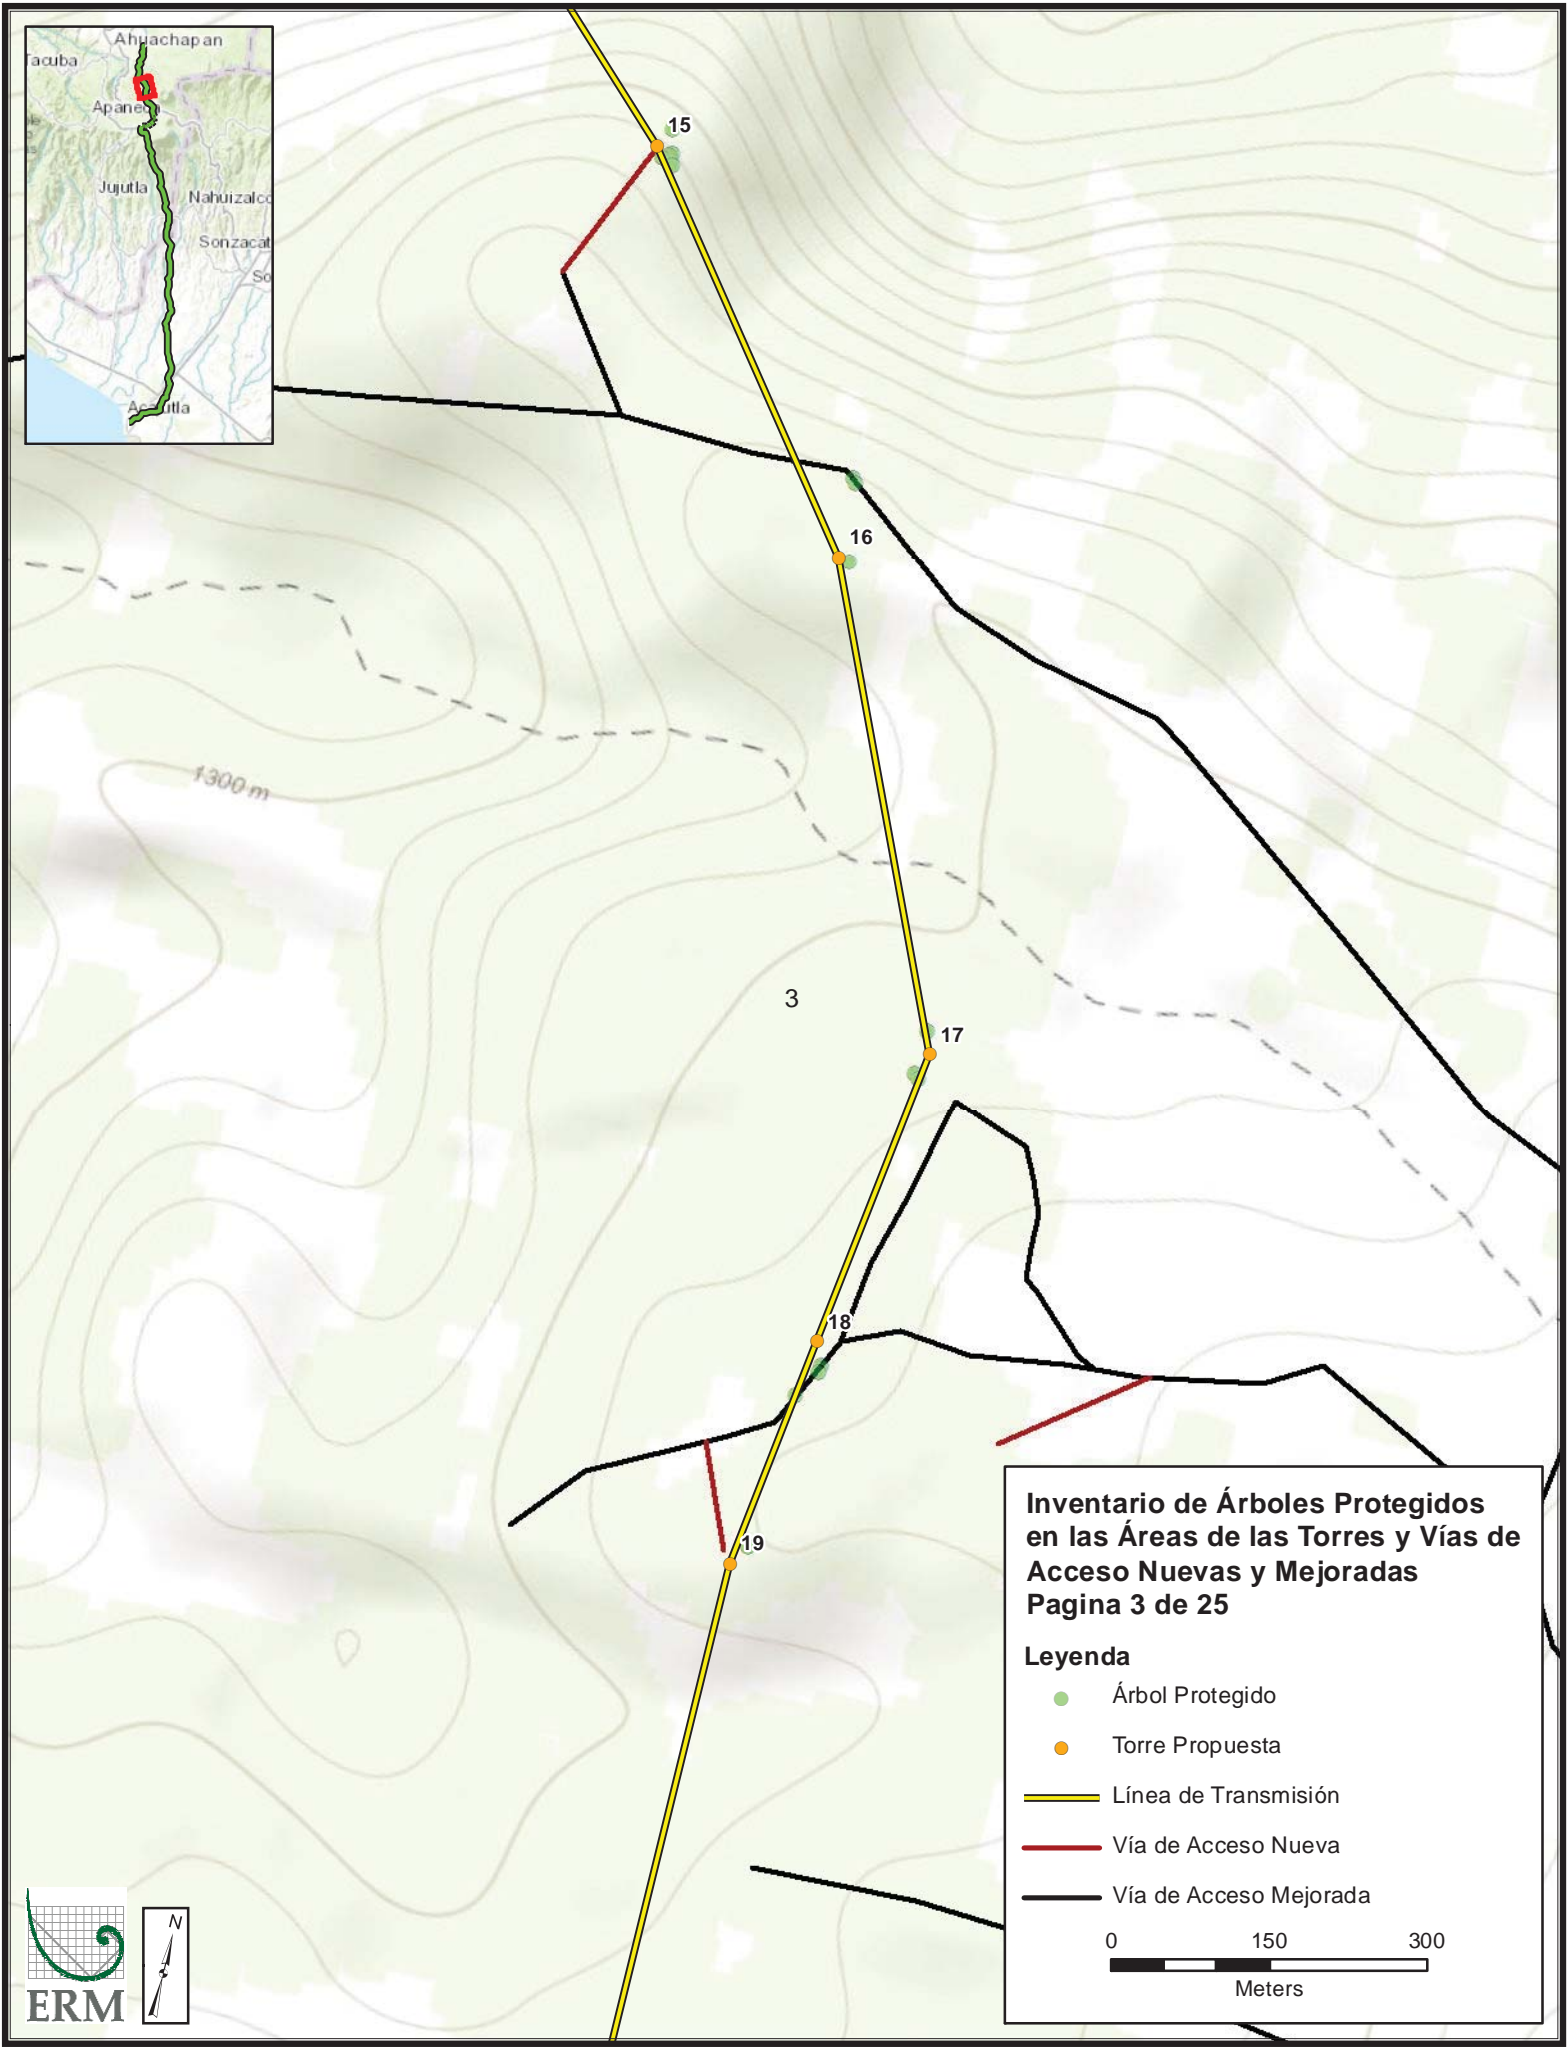 Ahuachapan
Tacuba
Apaneca
Jujutla
Nahuizalco
Sonzacat
So
Acajutla
15
16
1300 m
3
17
18
19
Inventario de Árboles Protegidos
en las Áreas de las Torres y Vías de
Acceso Nuevas y Mejoradas
Pagina 3 de 25
Leyenda
Árbol Protegido
Torre Propuesta
Línea de Transmisión
Vía de Acceso Nueva
Vía de Acceso Mejorada
0 150 300
Meters
N
ERM